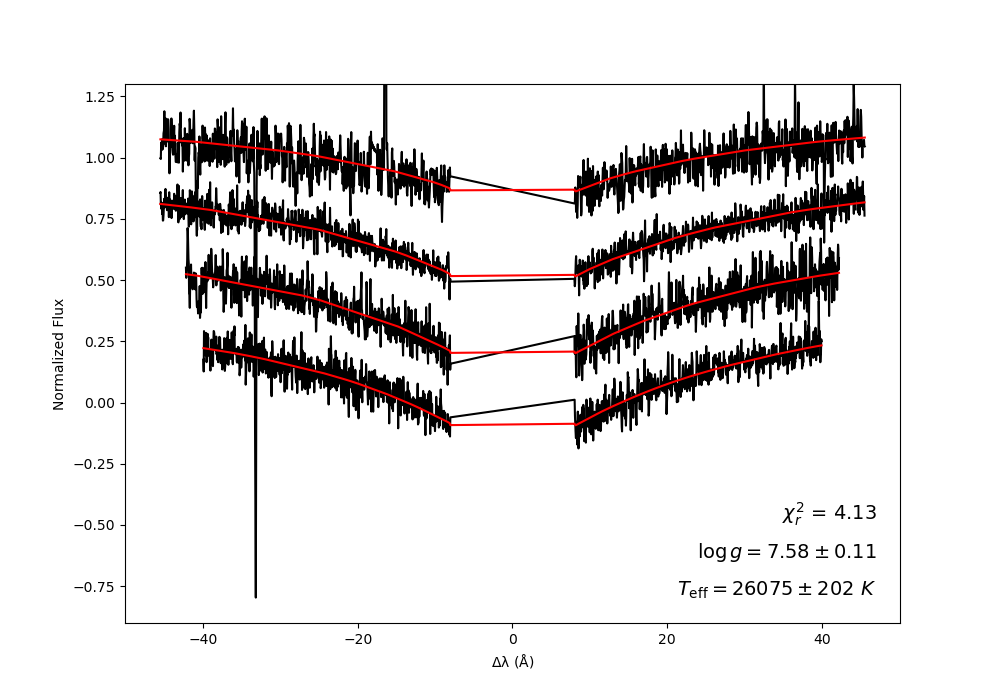 1.25
1.00
0.75
0.50
0.25
0.00
−0.25
−0.50
−0.75
Normalized Flux
χ²ᵣ = 4.13
log g = 7.58 ± 0.11
T_eff = 26075 ± 202 K
−40 −20 0 20 40
Δλ (Å)